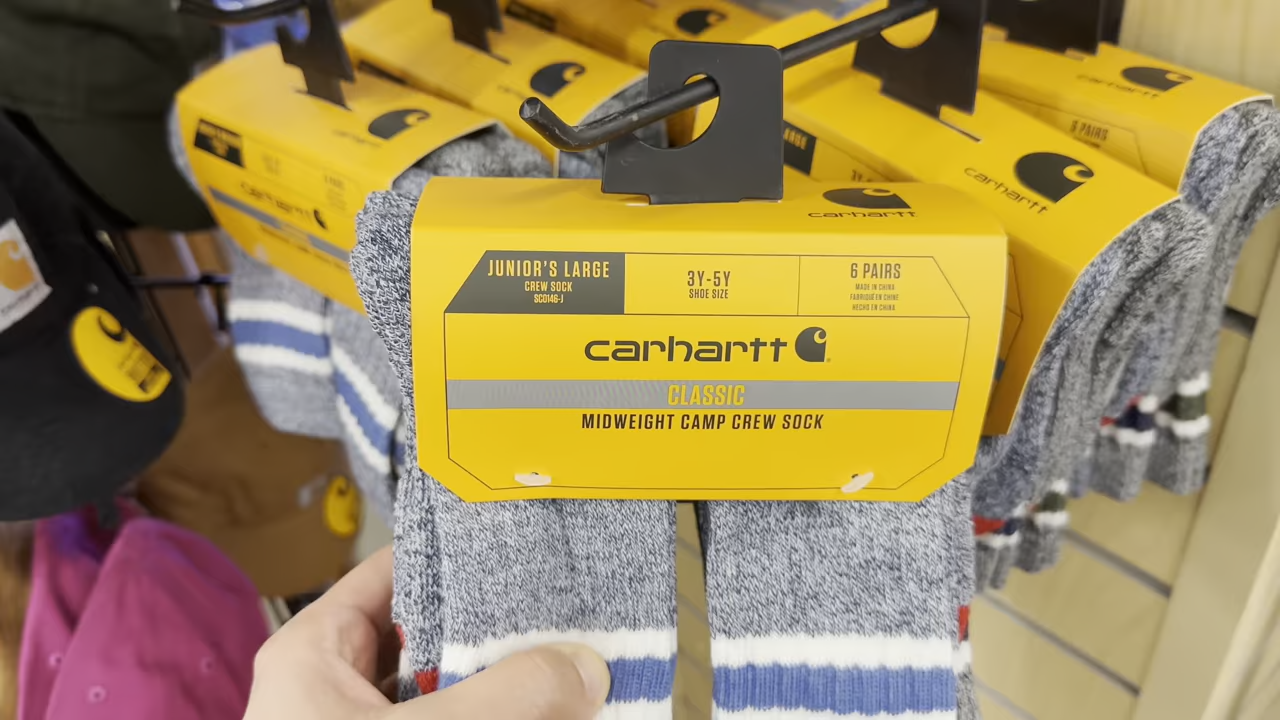 carhartt
JUNIOR'S LARGE
CREW SOCK
SC0146-J
3Y-5Y
SHOE SIZE
6 PAIRS
MADE IN CHINA
FABRIQUÉ EN CHINE
HECHO EN CHINA
carhartt
CLASSIC
MIDWEIGHT CAMP CREW SOCK
carhartt
carhartt
carhartt
6 PAIRS